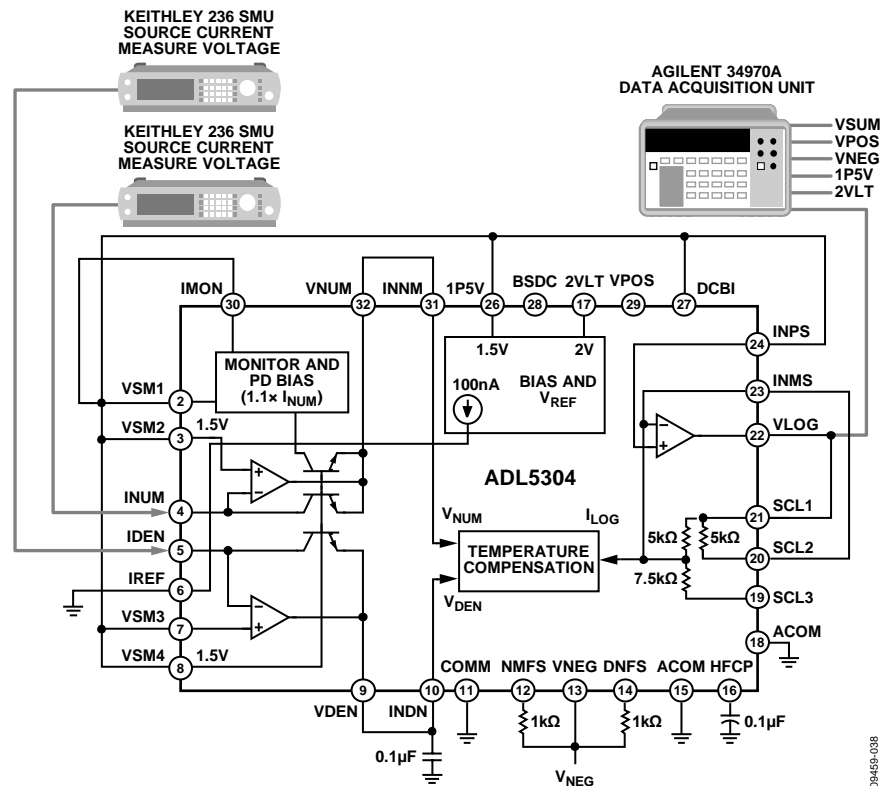 KEITHLEY 236 SMU
SOURCE CURRENT
MEASURE VOLTAGE
KEITHLEY 236 SMU
SOURCE CURRENT
MEASURE VOLTAGE
AGILENT 34970A
DATA ACQUISITION UNIT
VSUM
VPOS
VNEG
1P5V
2VLT
IMON
VNUM
INNM
1P5V
BSDC
2VLT
VPOS
DCBI
30
32
31
26
28
17
29
27
INPS
24
INMS
23
VLOG
22
SCL1
21
SCL2
20
SCL3
19
ACOM
18
VSM1
2
VSM2
3
1.5V
INUM
4
IDEN
5
IREF
6
VSM3
7
VSM4
8
1.5V
MONITOR AND
PD BIAS
(1.1× INUM)
1.5V
2V
100nA
BIAS AND
VREF
ADL5304
VNUM
ILOG
TEMPERATURE
COMPENSATION
VDEN
5kΩ
5kΩ
7.5kΩ
+
−
−
+
−
+
COMM
NMFS
VNEG
DNFS
ACOM
HFCP
9
10
11
12
13
14
15
16
VDEN
INDN
1kΩ
1kΩ
0.1µF
0.1µF
VNEG
09459-038